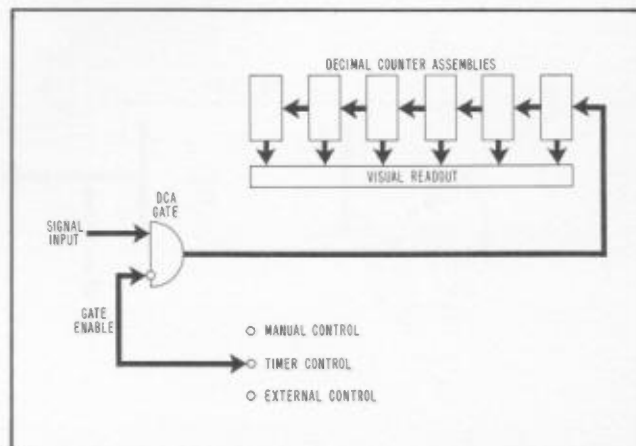 DECIMAL COUNTER ASSEMBLIES
VISUAL READOUT
DCA
GATE
SIGNAL
INPUT
GATE
ENABLE
MANUAL CONTROL
TIMER CONTROL
EXTERNAL CONTROL